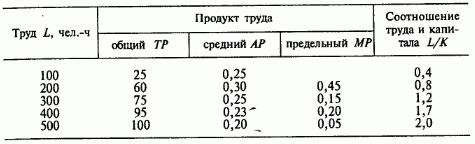 Труд L, чел.-ч
Продукт труда
Соотношение труда и капи-тала L/K
общий TP
средний AP
предельный MP
100 25 0,25 0,4
200 60 0,30 0,45 0,8
300 75 0,25 0,15 1,2
400 95 0,23 0,20 1,7
500 100 0,20 0,05 2,0